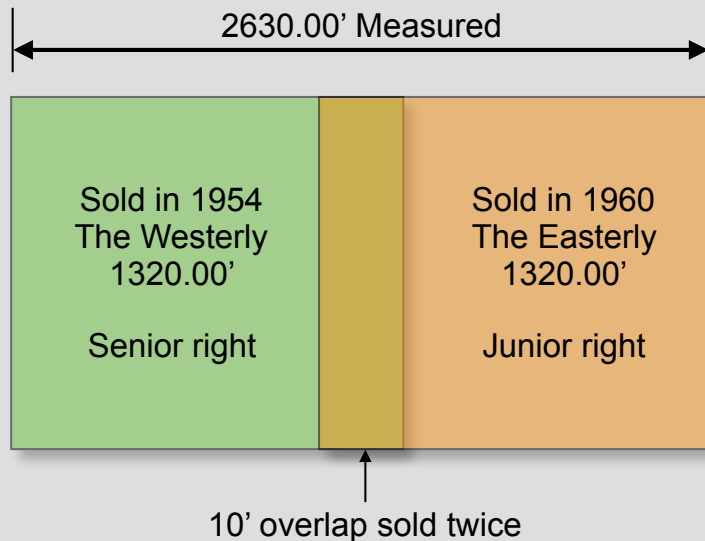 2630.00’ Measured
Sold in 1954
The Westerly
1320.00’
Senior right
Sold in 1960
The Easterly
1320.00’
Junior right
10’ overlap sold twice